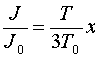 J/J₀ = T/3T₀ x